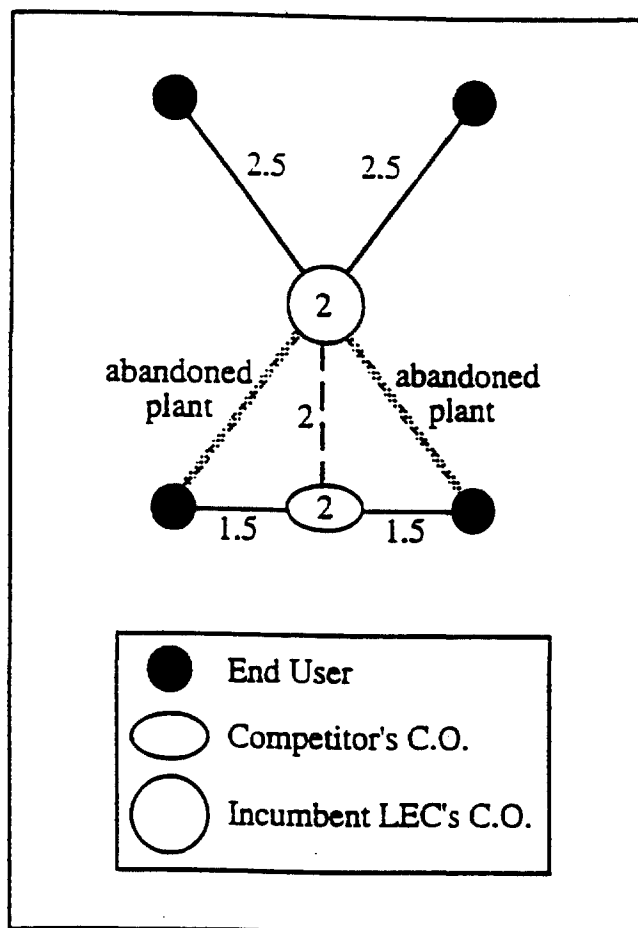 2.5
2.5
2
abandoned
plant
abandoned
plant
2
2
1.5
1.5
End User
Competitor's C.O.
Incumbent LEC's C.O.